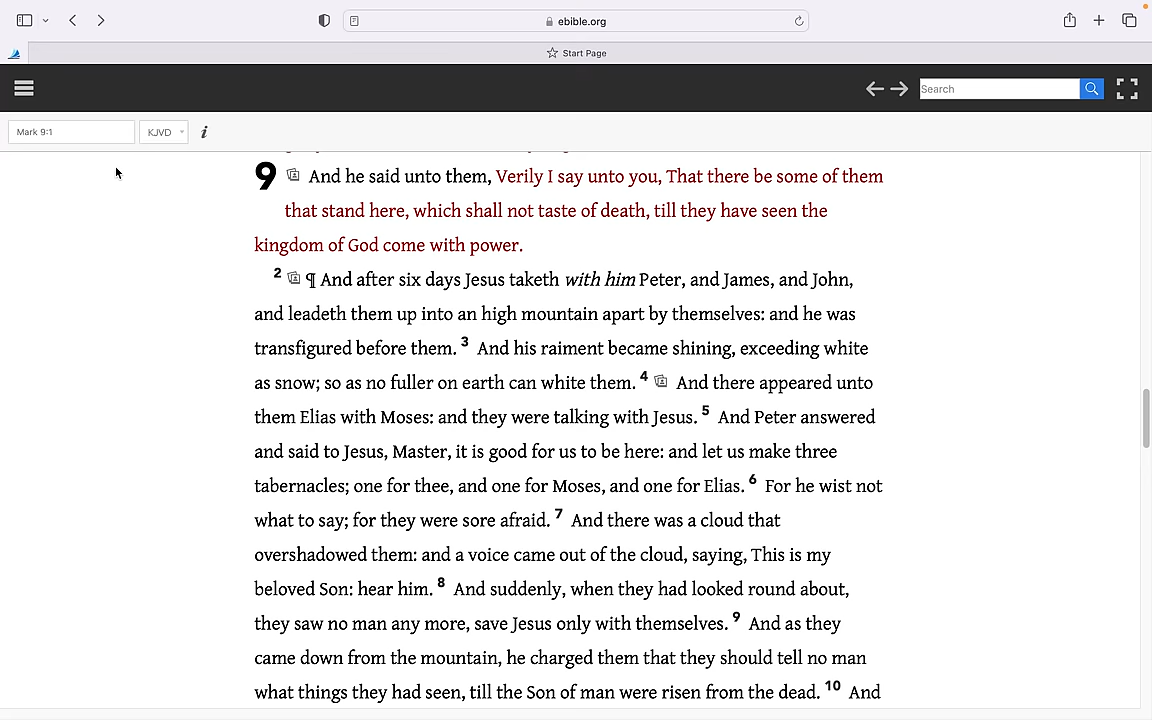 ebible.org
Start Page
Search
Mark 9:1 KJVD i
9 And he said unto them, Verily I say unto you, That there be some of them
that stand here, which shall not taste of death, till they have seen the
kingdom of God come with power.
2 ¶ And after six days Jesus taketh with him Peter, and James, and John,
and leadeth them up into an high mountain apart by themselves: and he was
transfigured before them. 3 And his raiment became shining, exceeding white
as snow; so as no fuller on earth can white them. 4 And there appeared unto
them Elias with Moses: and they were talking with Jesus. 5 And Peter answered
and said to Jesus, Master, it is good for us to be here: and let us make three
tabernacles; one for thee, and one for Moses, and one for Elias. 6 For he wist not
what to say; for they were sore afraid. 7 And there was a cloud that
overshadowed them: and a voice came out of the cloud, saying, This is my
beloved Son: hear him. 8 And suddenly, when they had looked round about,
they saw no man any more, save Jesus only with themselves. 9 And as they
came down from the mountain, he charged them that they should tell no man
what things they had seen, till the Son of man were risen from the dead. 10 And